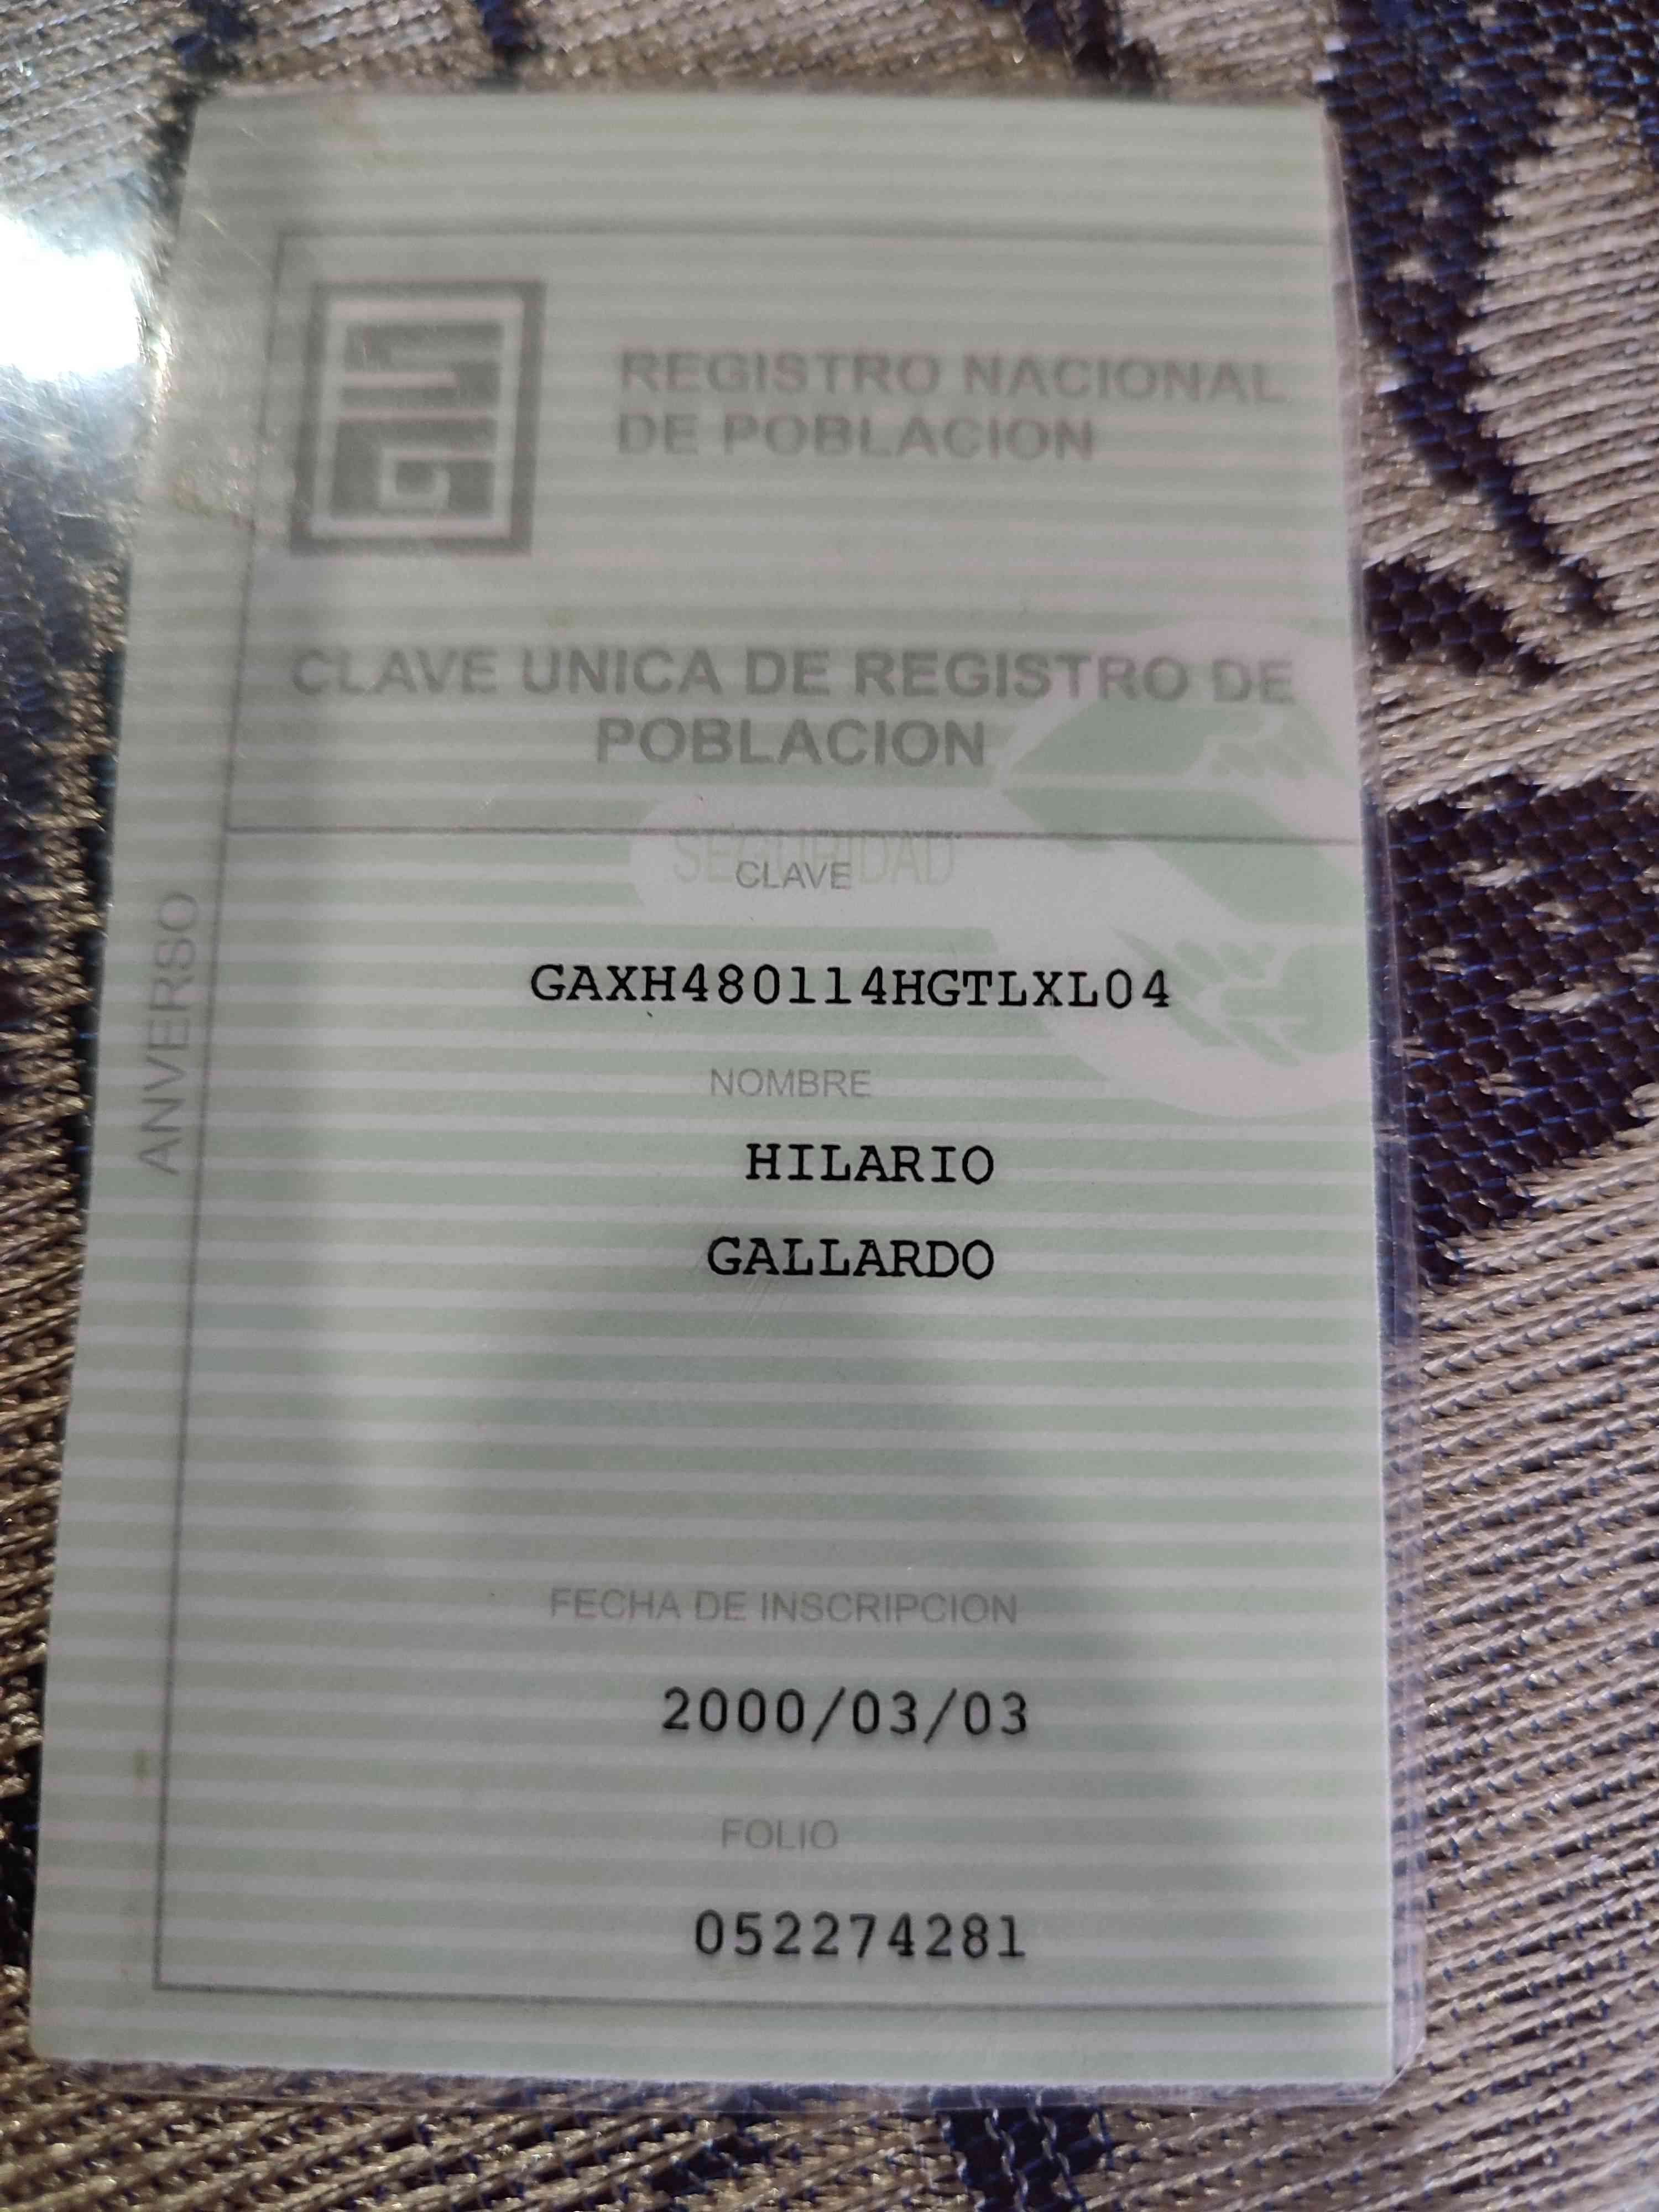 REGISTRO NACIONAL
DE POBLACION
CLAVE UNICA DE REGISTRO DE
POBLACION
SEGURIDAD
CLAVE
GAXH480114HGTLXL04
NOMBRE
HILARIO
GALLARDO
FECHA DE INSCRIPCION
2000/03/03
FOLIO
052274281
ANVERSO